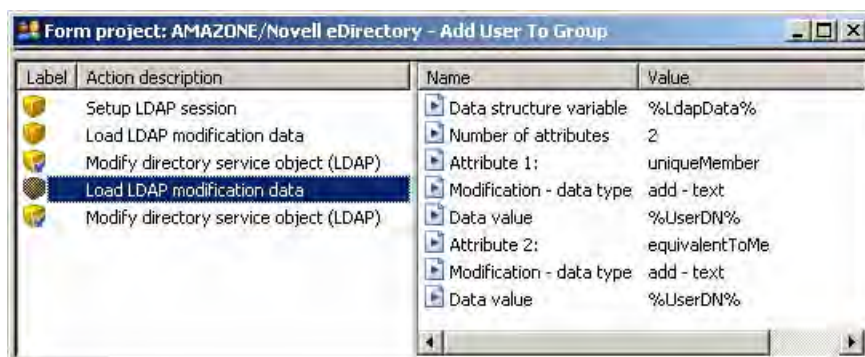 Form project: AMAZONE/Novell eDirectory - Add User To Group
Label Action description
Setup LDAP session
Load LDAP modification data
Modify directory service object (LDAP)
Load LDAP modification data
Modify directory service object (LDAP)
Name Value
Data structure variable %LdapData%
Number of attributes 2
Attribute 1: uniqueMember
Modification - data type add - text
Data value %UserDN%
Attribute 2: equivalentToMe
Modification - data type add - text
Data value %UserDN%